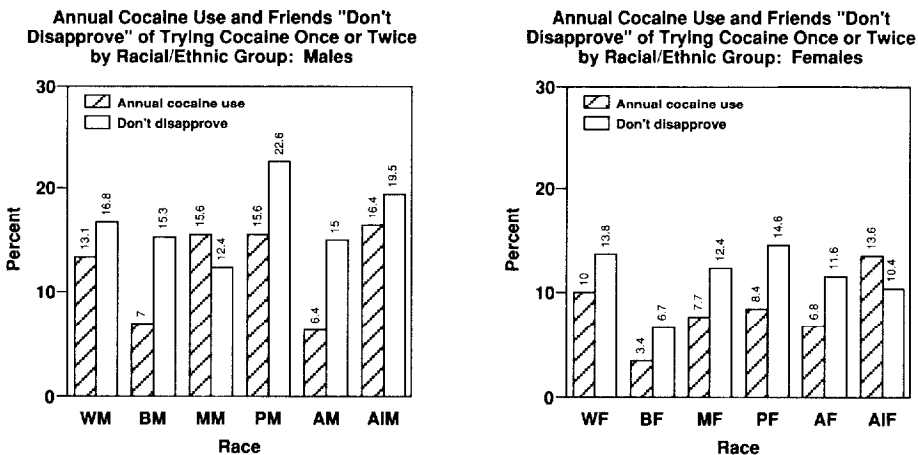 Annual Cocaine Use and Friends "Don't
Disapprove" of Trying Cocaine Once or Twice
by Racial/Ethnic Group: Males
30
20
10
0
Percent
Annual cocaine use
Don't disapprove
13.1
16.8
7
15.3
15.6
12.4
15.6
22.6
6.4
15
16.4
19.5
WM BM MM PM AM AIM
Race
Annual Cocaine Use and Friends "Don't
Disapprove" of Trying Cocaine Once or Twice
by Racial/Ethnic Group: Females
30
20
10
0
Percent
Annual cocaine use
Don't disapprove
10
13.8
3.4
6.7
7.7
12.4
8.4
14.6
6.8
11.6
13.6
10.4
WF BF MF PF AF AIF
Race